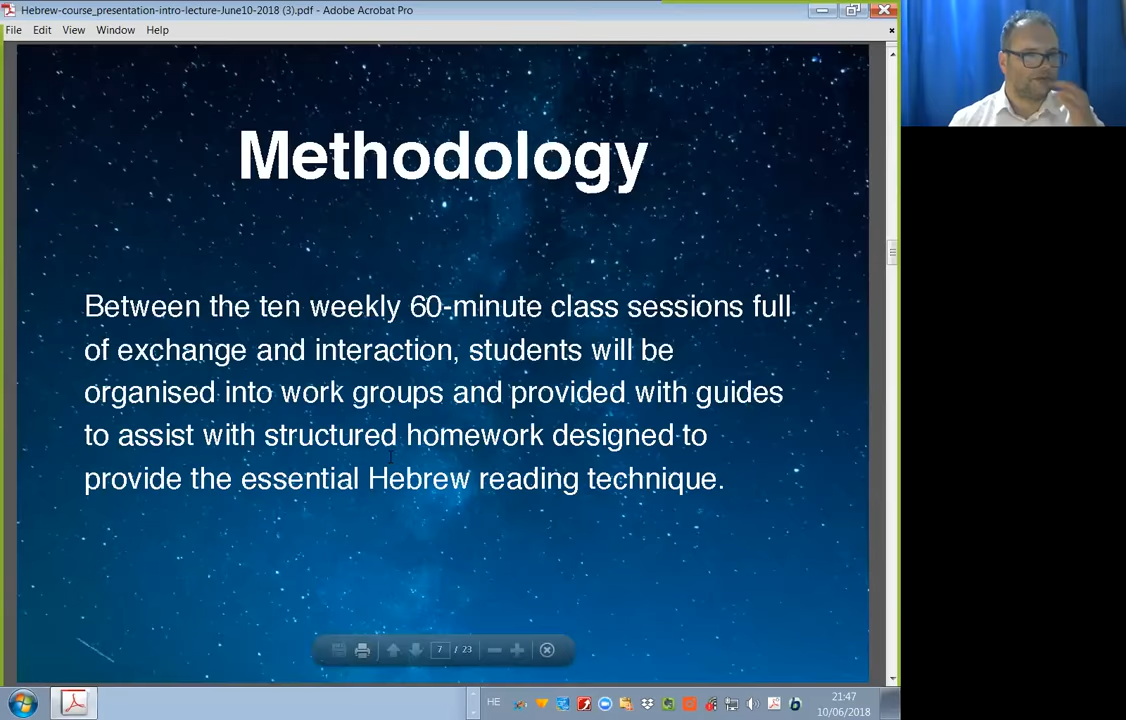 Hebrew-course_presentation-intro-lecture-June10-2018 (3).pdf - Adobe Acrobat Pro
File Edit View Window Help
Methodology
Between the ten weekly 60-minute class sessions full
of exchange and interaction, students will be
organised into work groups and provided with guides
to assist with structured homework designed to
provide the essential Hebrew reading technique.
7 / 23
HE
21:47
10/06/2018